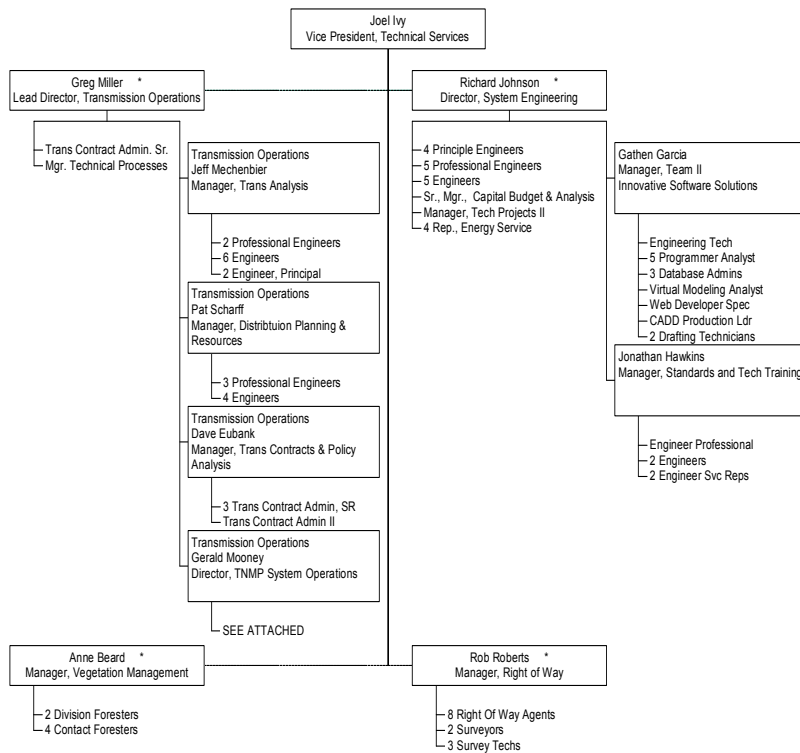 Joel Ivy
Vice President, Technical Services
Greg Miller *
Lead Director, Transmission Operations
Trans Contract Admin. Sr.
Mgr. Technical Processes
Transmission Operations
Jeff Mechenbier
Manager, Trans Analysis
2 Professional Engineers
6 Engineers
2 Engineer, Principal
Transmission Operations
Pat Scharff
Manager, Distribtuion Planning &
Resources
3 Professional Engineers
4 Engineers
Transmission Operations
Dave Eubank
Manager, Trans Contracts & Policy
Analysis
3 Trans Contract Admin, SR
Trans Contract Admin II
Transmission Operations
Gerald Mooney
Director, TNMP System Operations
SEE ATTACHED
Richard Johnson *
Director, System Engineering
4 Principle Engineers
5 Professional Engineers
5 Engineers
Sr., Mgr., Capital Budget & Analysis
Manager, Tech Projects II
4 Rep., Energy Service
Gathen Garcia
Manager, Team II
Innovative Software Solutions
Engineering Tech
5 Programmer Analyst
3 Database Admins
Virtual Modeling Analyst
Web Developer Spec
CADD Production Ldr
2 Drafting Technicians
Jonathan Hawkins
Manager, Standards and Tech Training
Engineer Professional
2 Engineers
2 Engineer Svc Reps
Anne Beard *
Manager, Vegetation Management
2 Division Foresters
4 Contact Foresters
Rob Roberts *
Manager, Right of Way
8 Right Of Way Agents
2 Surveyors
3 Survey Techs